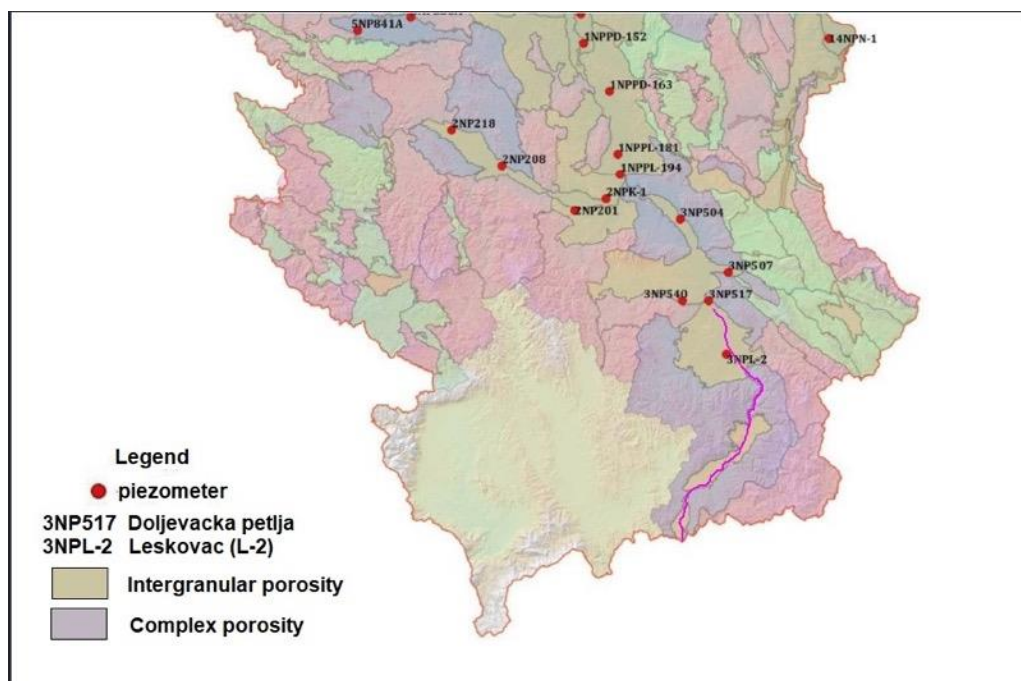 5NP841A
1NPPD-152
14NPN-1
1NPPD-163
2NP218
1NPPL-181
2NP208
1NPPL-194
2NPK-1
2NP201
3NP504
3NP507
3NP540
3NP517
3NPL-2
Legend
piezometer
3NP517 Doljevacka petlja
3NPL-2 Leskovac (L-2)
Intergranular porosity
Complex porosity